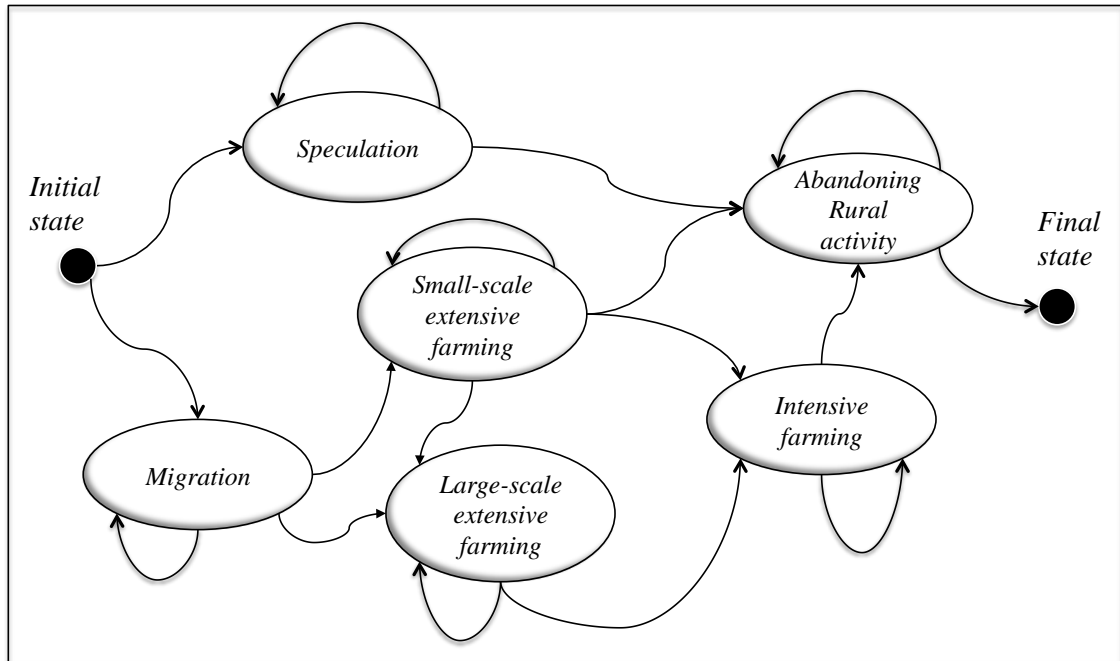 Speculation
Initial
state
Abandoning
Rural
activity
Final
state
Small-scale
extensive
farming
Intensive
farming
Migration
Large-scale
extensive
farming